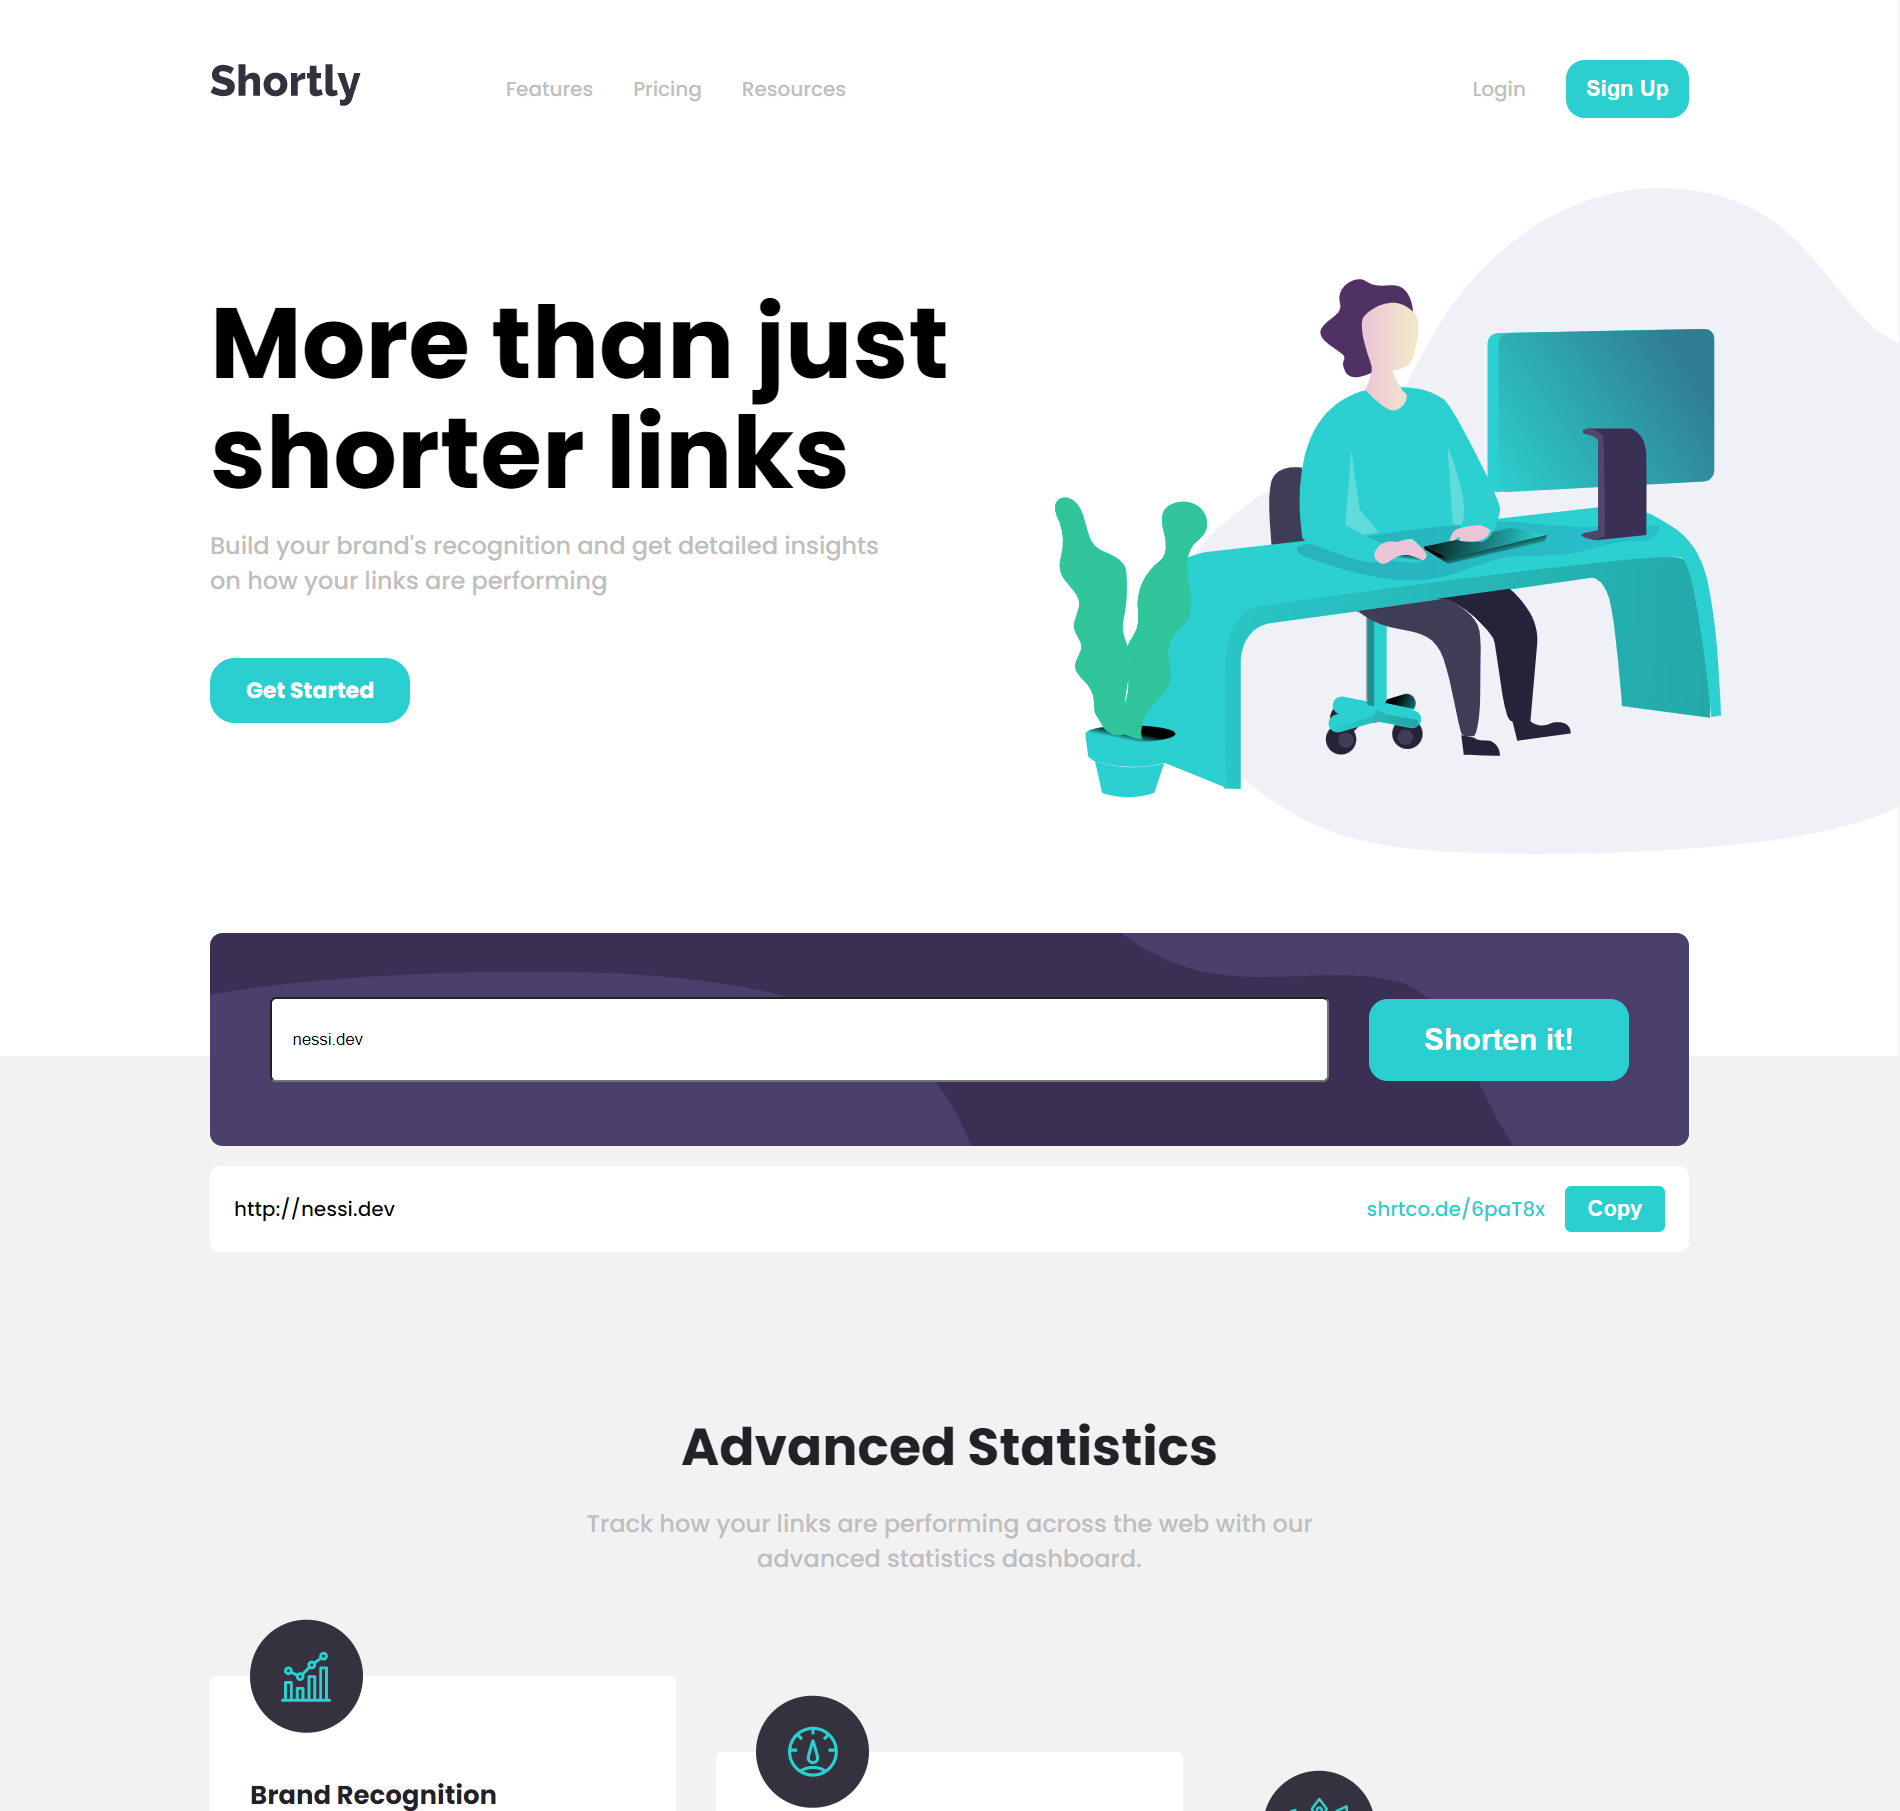 Shortly
Features Pricing Resources
Login Sign Up
More than just
shorter links
Build your brand's recognition and get detailed insights
on how your links are performing
Get Started
nessi.dev
Shorten it!
http://nessi.dev
shrtco.de/6paT8x Copy
Advanced Statistics
Track how your links are performing across the web with our
advanced statistics dashboard.
Brand Recognition